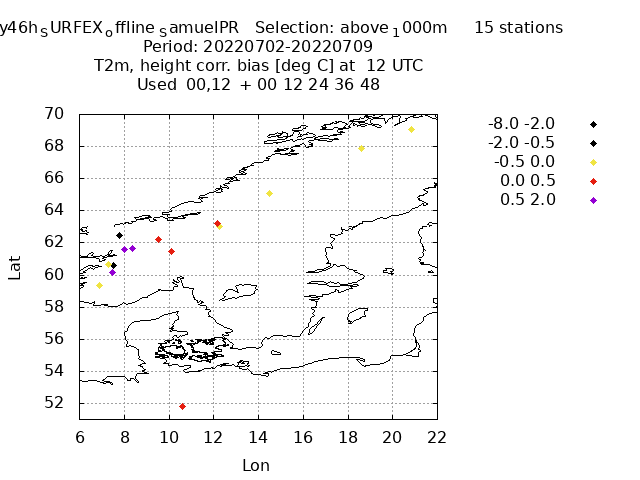 y46hSURFEXoffline SamuelPR   Selection: above1000m      15 stations
Period: 20220702-20220709
T2m, height corr. bias [deg C] at  12 UTC
Used  00,12  + 00 12 24 36 48
-8.0 -2.0
-2.0 -0.5
-0.5 0.0
0.0 0.5
0.5 2.0
70
68
66
64
62
60
58
56
54
52
Lat
6 8 10 12 14 16 18 20 22
Lon